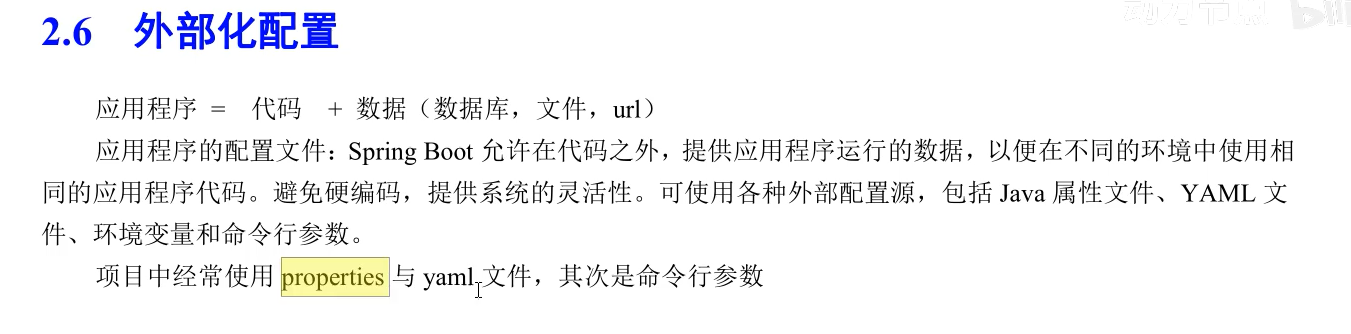 2.6 外部化配置
应用程序 = 代码 + 数据（数据库，文件，url）
应用程序的配置文件：Spring Boot 允许在代码之外，提供应用程序运行的数据，以便在不同的环境中使用相
同的应用程序代码。避免硬编码，提供系统的灵活性。可使用各种外部配置源，包括 Java 属性文件、YAML 文
件、环境变量和命令行参数。
项目中经常使用 properties 与 yaml 文件，其次是命令行参数